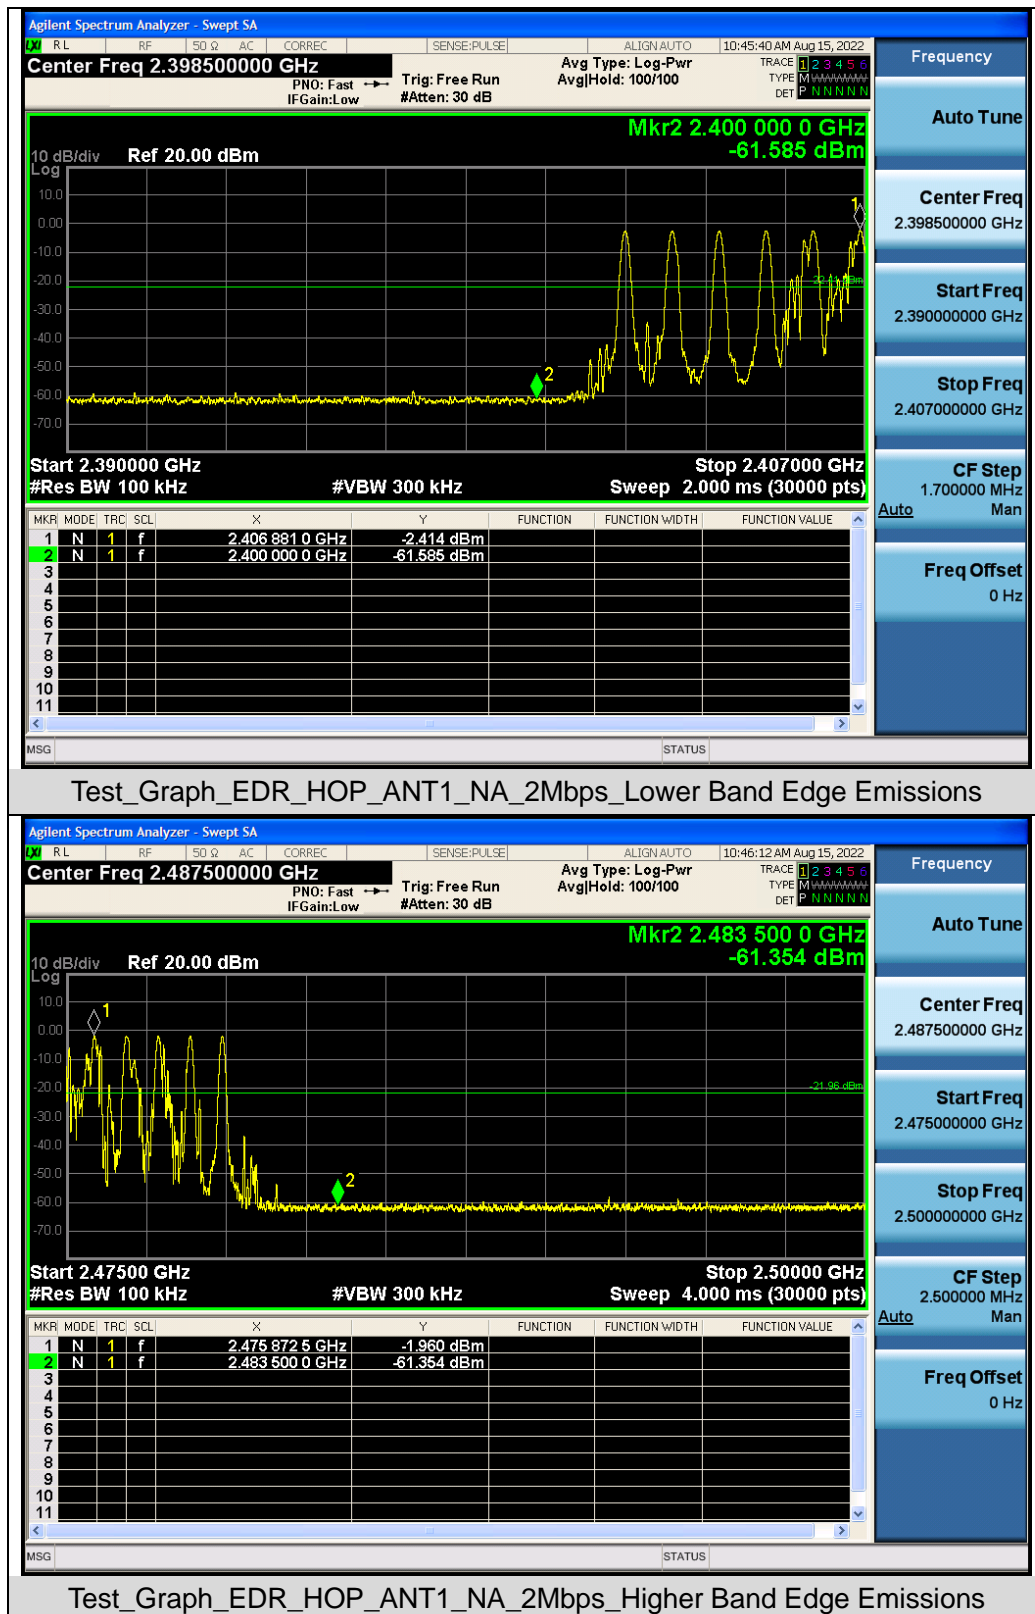 Agilent Spectrum Analyzer - Swept SA
LXI RL RF 50 Ω AC CORREC SENSE:PULSE ALIGN AUTO 10:45:40 AM Aug 15, 2022
Center Freq 2.398500000 GHz
PNO: Fast
IFGain:Low
Trig: Free Run
#Atten: 30 dB
Avg Type: Log-Pwr
Avg|Hold: 100/100
TRACE 1 2 3 4 5 6
TYPE M
DET P N N N N N
Frequency
Auto Tune
Center Freq
2.398500000 GHz
Start Freq
2.390000000 GHz
Stop Freq
2.407000000 GHz
CF Step
1.700000 MHz
Auto Man
Freq Offset
0 Hz
Mkr2 2.400 000 0 GHz
-61.585 dBm
10 dB/div Ref 20.00 dBm
Log
10.0
0.00
-10.0
-20.0
-30.0
-40.0
-50.0
-60.0
-70.0
1
2
Start 2.390000 GHz Stop 2.407000 GHz
#Res BW 100 kHz #VBW 300 kHz Sweep 2.000 ms (30000 pts)
MKR MODE TRC SCL X Y FUNCTION FUNCTION WIDTH FUNCTION VALUE
1 N 1 f 2.406 881 0 GHz -2.414 dBm
2 N 1 f 2.400 000 0 GHz -61.585 dBm
3
4
5
6
7
8
9
10
11
MSG STATUS
Test_Graph_EDR_HOP_ANT1_NA_2Mbps_Lower Band Edge Emissions
Agilent Spectrum Analyzer - Swept SA
LXI RL RF 50 Ω AC CORREC SENSE:PULSE ALIGN AUTO 10:46:12 AM Aug 15, 2022
Center Freq 2.487500000 GHz
PNO: Fast
IFGain:Low
Trig: Free Run
#Atten: 30 dB
Avg Type: Log-Pwr
Avg|Hold: 100/100
TRACE 1 2 3 4 5 6
TYPE M
DET P N N N N N
Frequency
Auto Tune
Center Freq
2.487500000 GHz
Start Freq
2.475000000 GHz
Stop Freq
2.500000000 GHz
CF Step
2.500000 MHz
Auto Man
Freq Offset
0 Hz
Mkr2 2.483 500 0 GHz
-61.354 dBm
10 dB/div Ref 20.00 dBm
Log
10.0
0.00
-10.0
-20.0
-30.0
-40.0
-50.0
-60.0
-70.0
1
-21.96 dBm
2
Start 2.47500 GHz Stop 2.50000 GHz
#Res BW 100 kHz #VBW 300 kHz Sweep 4.000 ms (30000 pts)
MKR MODE TRC SCL X Y FUNCTION FUNCTION WIDTH FUNCTION VALUE
1 N 1 f 2.475 872 5 GHz -1.960 dBm
2 N 1 f 2.483 500 0 GHz -61.354 dBm
3
4
5
6
7
8
9
10
11
MSG STATUS
Test_Graph_EDR_HOP_ANT1_NA_2Mbps_Higher Band Edge Emissions